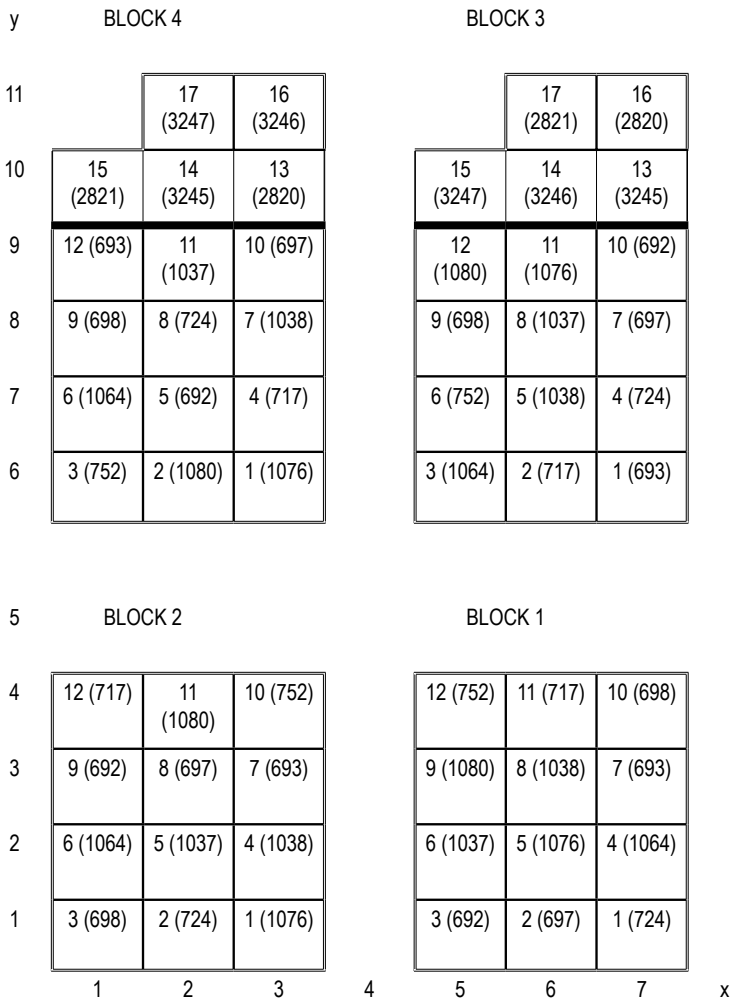 y BLOCK 4 BLOCK 3
11 17 16 17 16
(3247) (3246) (2821) (2820)
10 15 14 13 15 14 13
(2821) (3245) (2820) (3247) (3246) (3245)
9 12 (693) 11 10 (697) 12 11 10 (692)
(1037) (1080) (1076)
8 9 (698) 8 (724) 7 (1038) 9 (698) 8 (1037) 7 (697)
7 6 (1064) 5 (692) 4 (717) 6 (752) 5 (1038) 4 (724)
6 3 (752) 2 (1080) 1 (1076) 3 (1064) 2 (717) 1 (693)
5 BLOCK 2 BLOCK 1
4 12 (717) 11 10 (752) 12 (752) 11 (717) 10 (698)
(1080)
3 9 (692) 8 (697) 7 (693) 9 (1080) 8 (1038) 7 (693)
2 6 (1064) 5 (1037) 4 (1038) 6 (1037) 5 (1076) 4 (1064)
1 3 (698) 2 (724) 1 (1076) 3 (692) 2 (697) 1 (724)
1 2 3 4 5 6 7 x